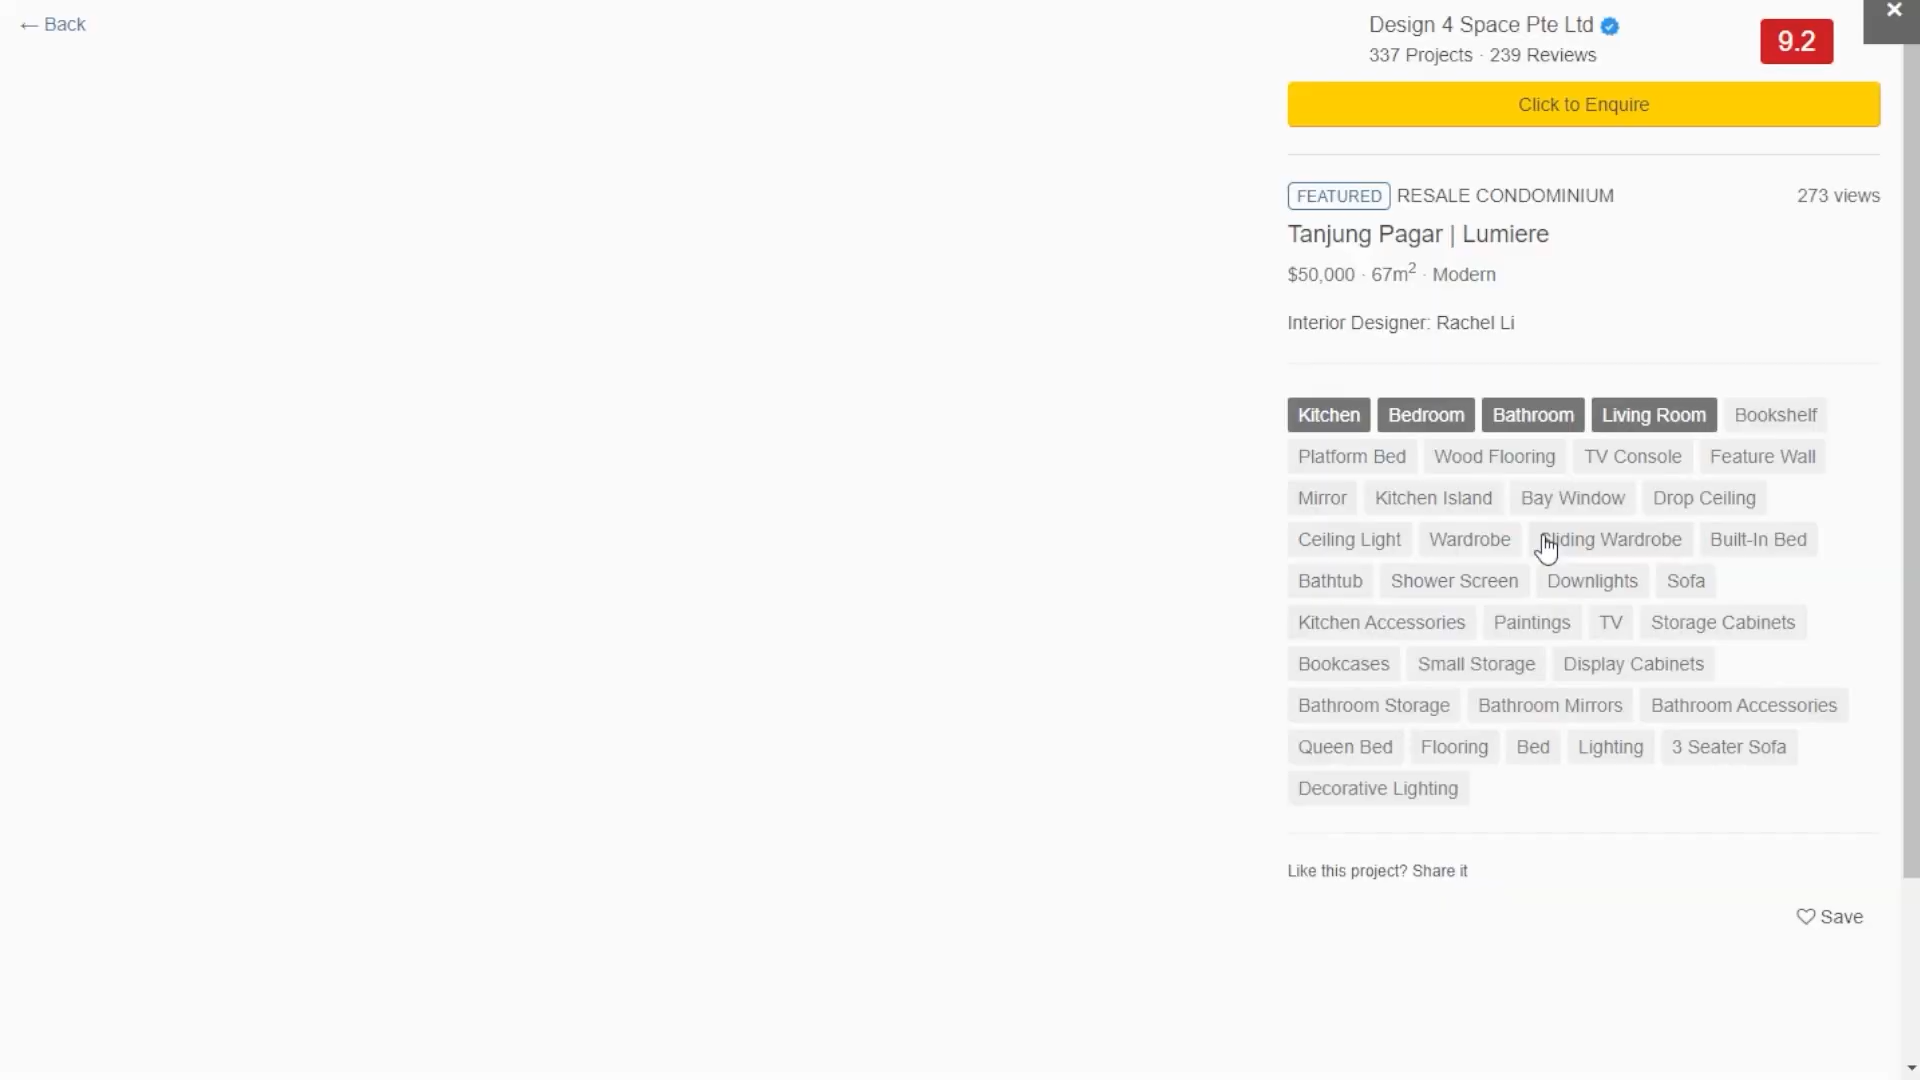 ← Back
Design 4 Space Pte Ltd
337 Projects · 239 Reviews
9.2
Click to Enquire
FEATURED RESALE CONDOMINIUM 273 views
Tanjung Pagar | Lumiere
$50,000 · 67m² · Modern
Interior Designer: Rachel Li
Kitchen Bedroom Bathroom Living Room Bookshelf
Platform Bed Wood Flooring TV Console Feature Wall
Mirror Kitchen Island Bay Window Drop Ceiling
Ceiling Light Wardrobe Sliding Wardrobe Built-In Bed
Bathtub Shower Screen Downlights Sofa
Kitchen Accessories Paintings TV Storage Cabinets
Bookcases Small Storage Display Cabinets
Bathroom Storage Bathroom Mirrors Bathroom Accessories
Queen Bed Flooring Bed Lighting 3 Seater Sofa
Decorative Lighting
Like this project? Share it
Save